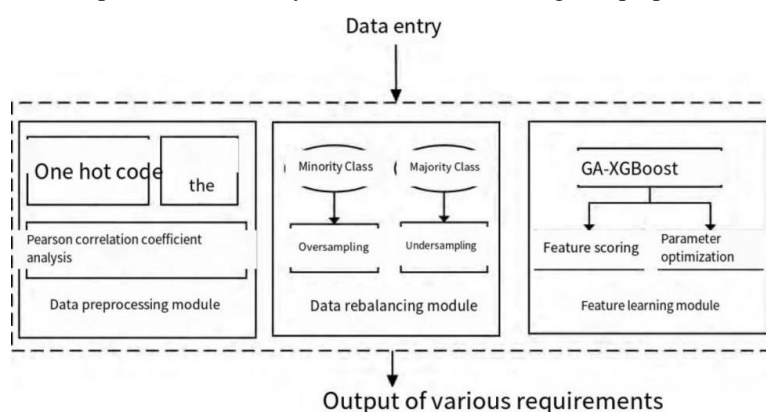 Data entry
One hot code
the
Pearson correlation coefficient
analysis
Data preprocessing module
Minority Class
Majority Class
Oversampling
Undersampling
Data rebalancing module
GA-XGBoost
Feature scoring
Parameter
optimization
Feature learning module
Output of various requirements